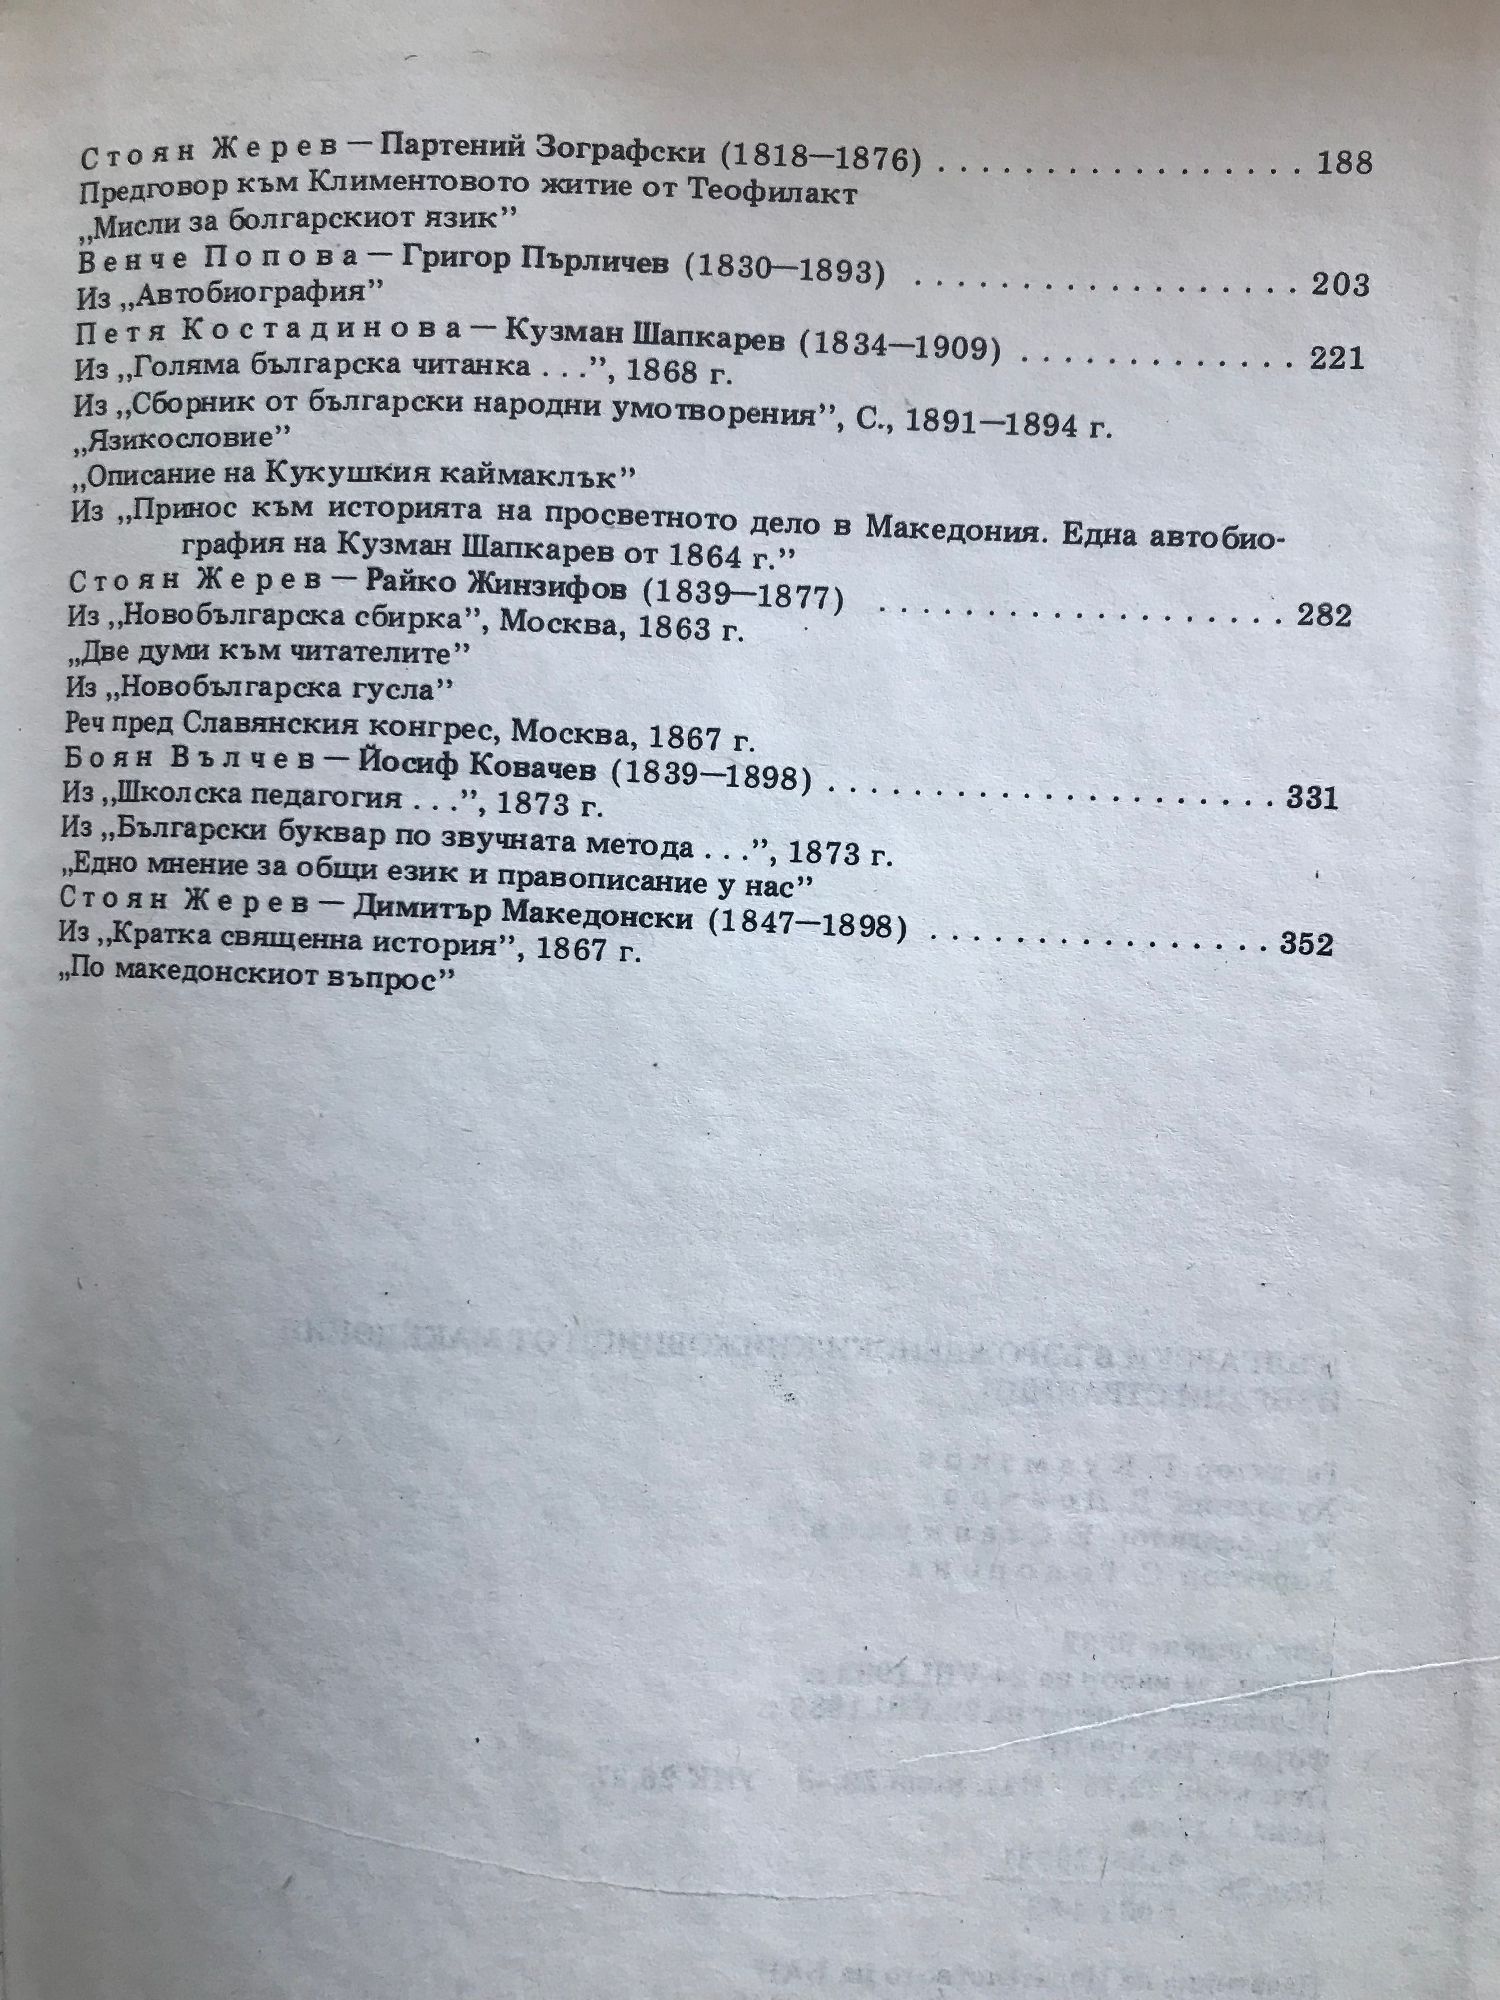 Стоян Жерев — Партений Зографски (1818—1876) . . . . . . . . . . . . . . . . . . 188
Предговор към Климентовото житие от Теофилакт
„Мисли за болгарскиот язик”
Венче Попова — Григор Пърличев (1830—1893) . . . . . . . . . . . . . . . . . . 203
Из „Автобиография”
Петя Костадинова — Кузман Шапкарев (1834—1909) . . . . . . . . . . . . . 221
Из „Голяма българска читанка . . .”, 1868 г.
Из „Сборник от български народни умотворения”, С., 1891—1894 г.
„Язикословие”
„Описание на Кукушкия каймаклък”
Из „Принос към историята на просветното дело в Македония. Една автобио-
графия на Кузман Шапкарев от 1864 г.”
Стоян Жерев — Райко Жинзифов (1839—1877) . . . . . . . . . . . . . . . . . . 282
Из „Новобългарска сбирка”, Москва, 1863 г.
„Две думи към читателите”
Из „Новобългарска гусла”
Реч пред Славянския конгрес, Москва, 1867 г.
Боян Вълчев — Йосиф Ковачев (1839—1898) . . . . . . . . . . . . . . . . . . . . 331
Из „Школска педагогия . . .”, 1873 г.
Из „Български буквар по звучната метода . . .”, 1873 г.
„Едно мнение за общи език и правописание у нас”
Стоян Жерев — Димитър Македонски (1847—1898) . . . . . . . . . . . . . . . 352
Из „Кратка священна история”, 1867 г.
„По македонскиот въпрос”